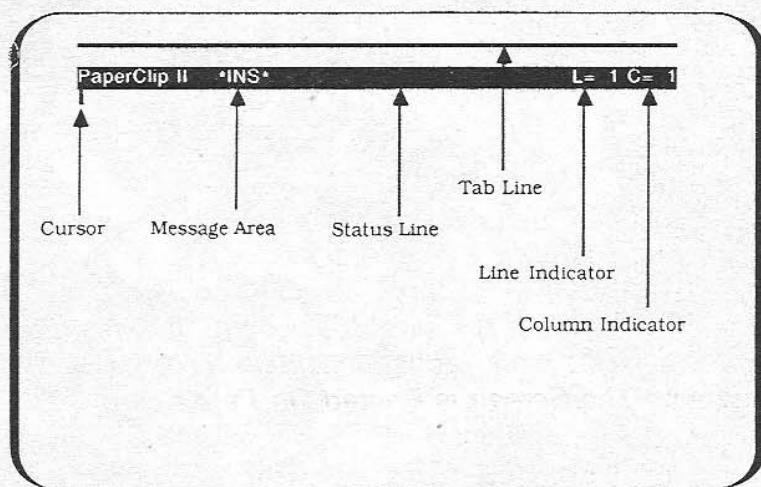 PaperClip II *INS* L= 1 C= 1
Tab Line
Cursor Message Area Status Line
Line Indicator
Column Indicator